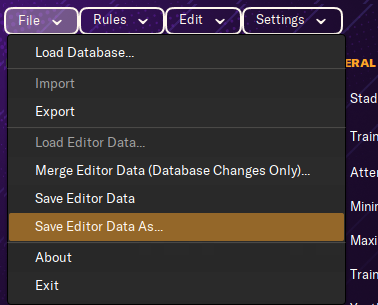 File Rules Edit Settings
Load Database...
Import
Export
Load Editor Data...
Merge Editor Data (Database Changes Only)...
Save Editor Data
Save Editor Data As...
About
Exit
ERAL
Stad
Train
Atter
Minin
Maxi
Train